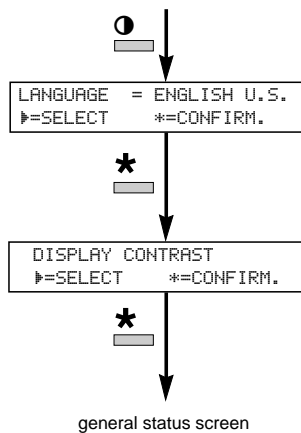 LANGUAGE = ENGLISH U.S.
=SELECT *=CONFIRM.
*
DISPLAY CONTRAST
=SELECT *=CONFIRM.
*
general status screen